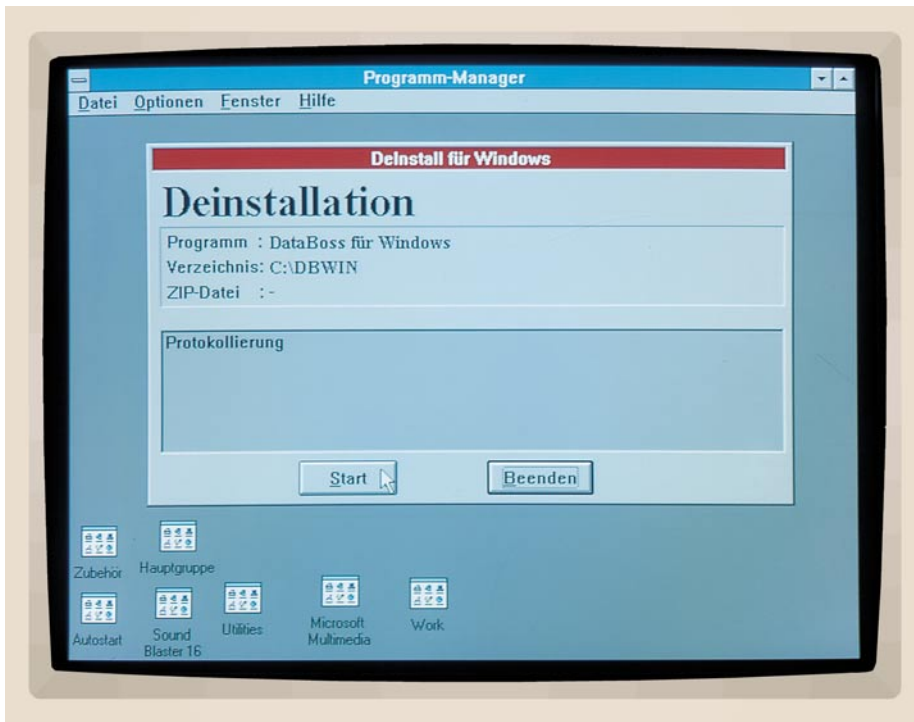 Programm-Manager
Datei Optionen Fenster Hilfe
DeInstall für Windows
Deinstallation
Programm : DataBoss für Windows
Verzeichnis: C:\DBWIN
ZIP-Datei : -
Protokollierung
Start Beenden
Zubehör Hauptgruppe
Autostart Sound Blaster 16 Utilities Microsoft Multimedia Work